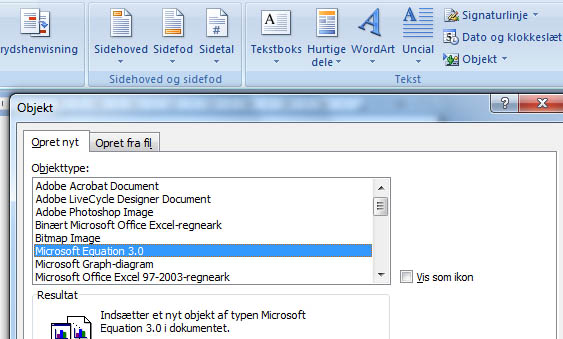 rydshenvisning
Sidehoved
Sidefod
Sidetal
Sidehoved og sidefod
Tekstboks
Hurtige dele
WordArt
Uncial
Signaturlinje
Dato og klokkeslæt
Objekt
Tekst
Objekt
Opret nyt
Opret fra fil
Objekttype:
Adobe Acrobat Document
Adobe LiveCycle Designer Document
Adobe Photoshop Image
Binært Microsoft Office Excel-regneark
Bitmap Image
Microsoft Equation 3.0
Microsoft Graph-diagram
Microsoft Office Excel 97-2003-regneark
Vis som ikon
Resultat
Indsætter et nyt objekt af typen Microsoft
Equation 3.0 i dokumentet.